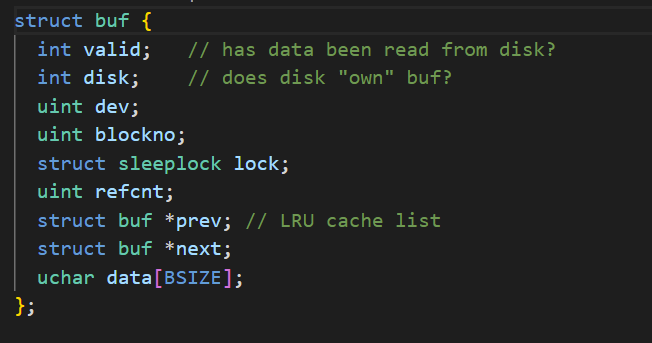 struct buf {
  int valid;   // has data been read from disk?
  int disk;    // does disk "own" buf?
  uint dev;
  uint blockno;
  struct sleeplock lock;
  uint refcnt;
  struct buf *prev; // LRU cache list
  struct buf *next;
  uchar data[BSIZE];
};